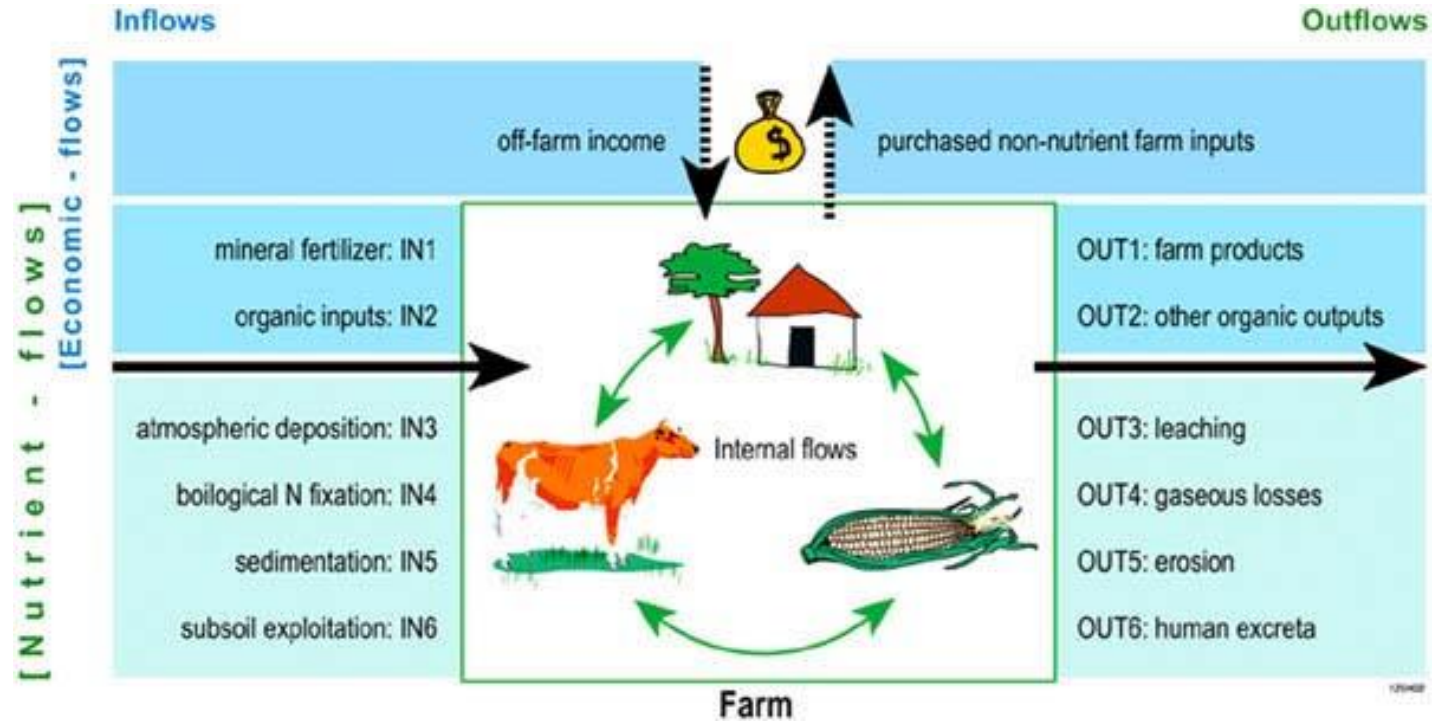 Inflows
Outflows
[Economic - flows]
[Nutrient - flows]
off-farm income
$
purchased non-nutrient farm inputs
mineral fertilizer: IN1
organic inputs: IN2
atmospheric deposition: IN3
boilogical N fixation: IN4
sedimentation: IN5
subsoil exploitation: IN6
Internal flows
OUT1: farm products
OUT2: other organic outputs
OUT3: leaching
OUT4: gaseous losses
OUT5: erosion
OUT6: human excreta
Farm